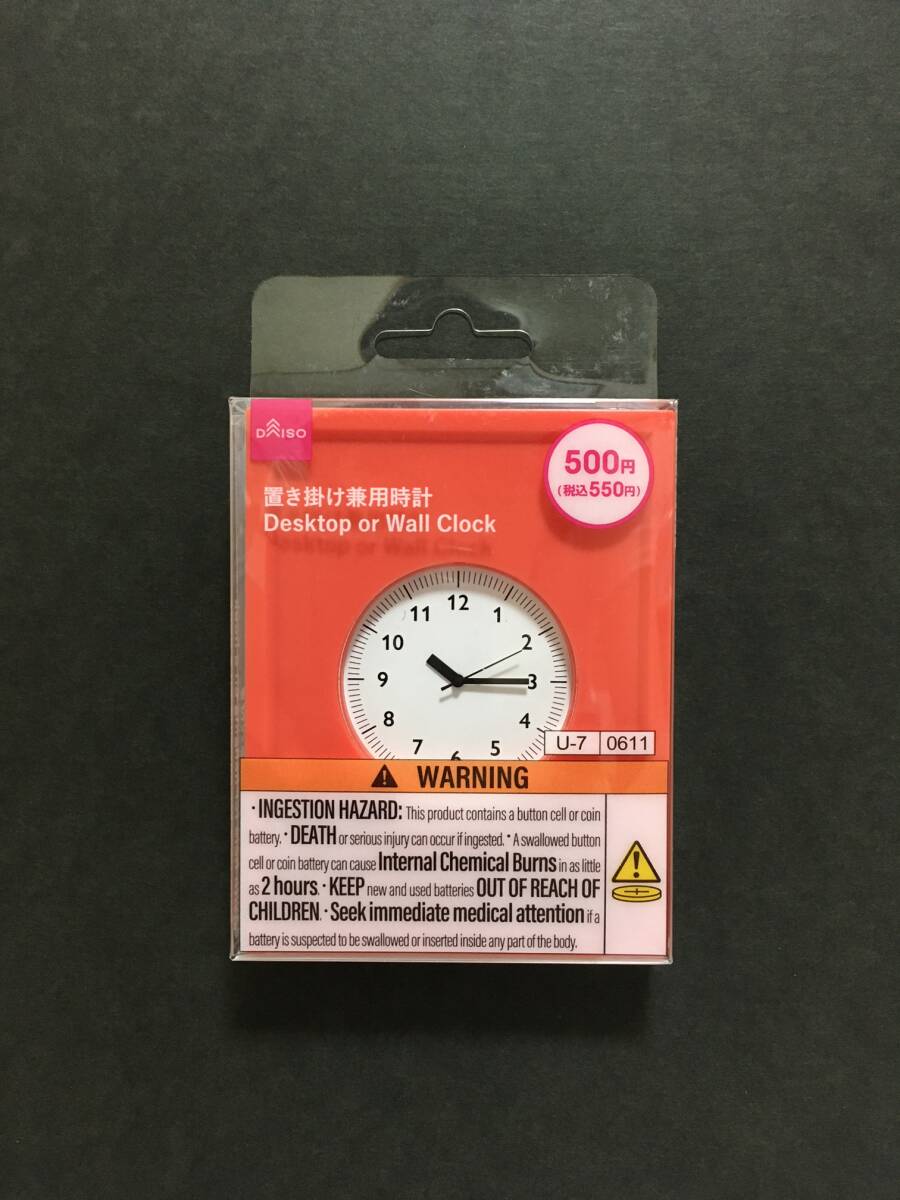 DAISO
500円
(税込550円)
置き掛け兼用時計
Desktop or Wall Clock
12
11
1
10
2
9
3
8
4
7
5
6
U-7 0611
WARNING
・INGESTION HAZARD: This product contains a button cell or coin
battery.・DEATH or serious injury can occur if ingested.・A swallowed button
cell or coin battery can cause Internal Chemical Burns in as little
as 2 hours.・KEEP new and used batteries OUT OF REACH OF
CHILDREN.・Seek immediate medical attention if a
battery is suspected to be swallowed or inserted inside any part of the body.